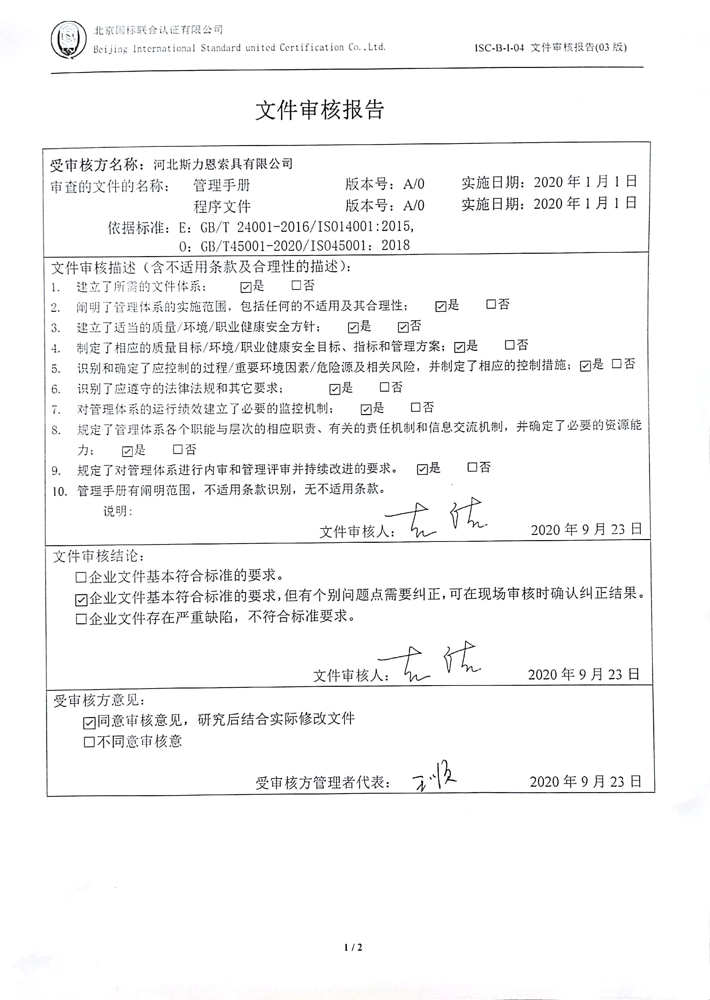 北京国标联合认证有限公司
Beijing International Standard united Certification Co.,Ltd.
ISC-B-I-04 文件审核报告(03 版)
文件审核报告
受审核方名称：河北斯力恩索具有限公司
审查的文件的名称： 管理手册 版本号：A/0 实施日期：2020 年 1 月 1 日
程序文件 版本号：A/0 实施日期：2020 年 1 月 1 日
依据标准：E：GB/T 24001-2016/ISO14001:2015,
O：GB/T45001-2020/ISO45001：2018
文件审核描述（含不适用条款及合理性的描述）：
1. 建立了所需的文件体系； ☑是 □否
2. 阐明了管理体系的实施范围，包括任何的不适用及其合理性； ☑是 □否
3. 建立了适当的质量/环境/职业健康安全方针； ☑是 ☑否
4. 制定了相应的质量目标/环境/职业健康安全目标、指标和管理方案；☑是 □否
5. 识别和确定了应控制的过程/重要环境因素/危险源及相关风险，并制定了相应的控制措施；☑是 □否
6. 识别了应遵守的法律法规和其它要求； ☑是 □否
7. 对管理体系的运行绩效建立了必要的监控机制； ☑是 □否
8. 规定了管理体系各个职能与层次的相应职责、有关的责任机制和信息交流机制，并确定了必要的资源能
力； ☑是 □否
9. 规定了对管理体系进行内审和管理评审并持续改进的要求。 ☑是 □否
10. 管理手册有阐明范围，不适用条款识别，无不适用条款。
说明：
文件审核人： 2020 年 9 月 23 日
文件审核结论：
□企业文件基本符合标准的要求。
☑企业文件基本符合标准的要求,但有个别问题点需要纠正,可在现场审核时确认纠正结果。
□企业文件存在严重缺陷，不符合标准要求。
文件审核人： 2020 年 9 月 23 日
受审核方意见：
☑同意审核意见，研究后结合实际修改文件
□不同意审核意
受审核方管理者代表： 2020 年 9 月 23 日
1 / 2